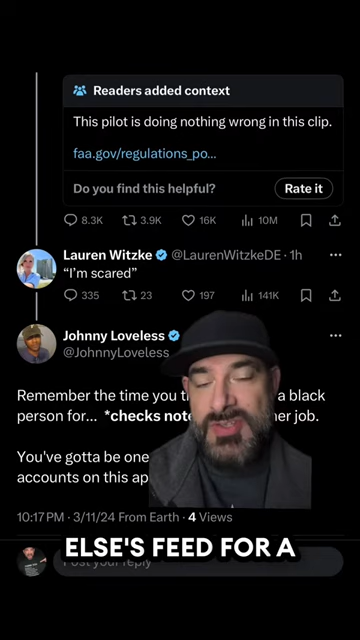 Readers added context
This pilot is doing nothing wrong in this clip.
faa.gov/regulations_po...
Do you find this helpful?
Rate it
8.3K 3.9K 16K 10M
Lauren Witzke @LaurenWitzkeDE · 1h
“I'm scared”
335 23 197 141K
Johnny Loveless
@JohnnyLoveless
Remember the time you a black
person for... *checks job.
You've gotta be one
accounts on this
10:17 PM · 3/11/24 From Earth · 4 Views
ELSE'S FEED FOR A
Post your reply